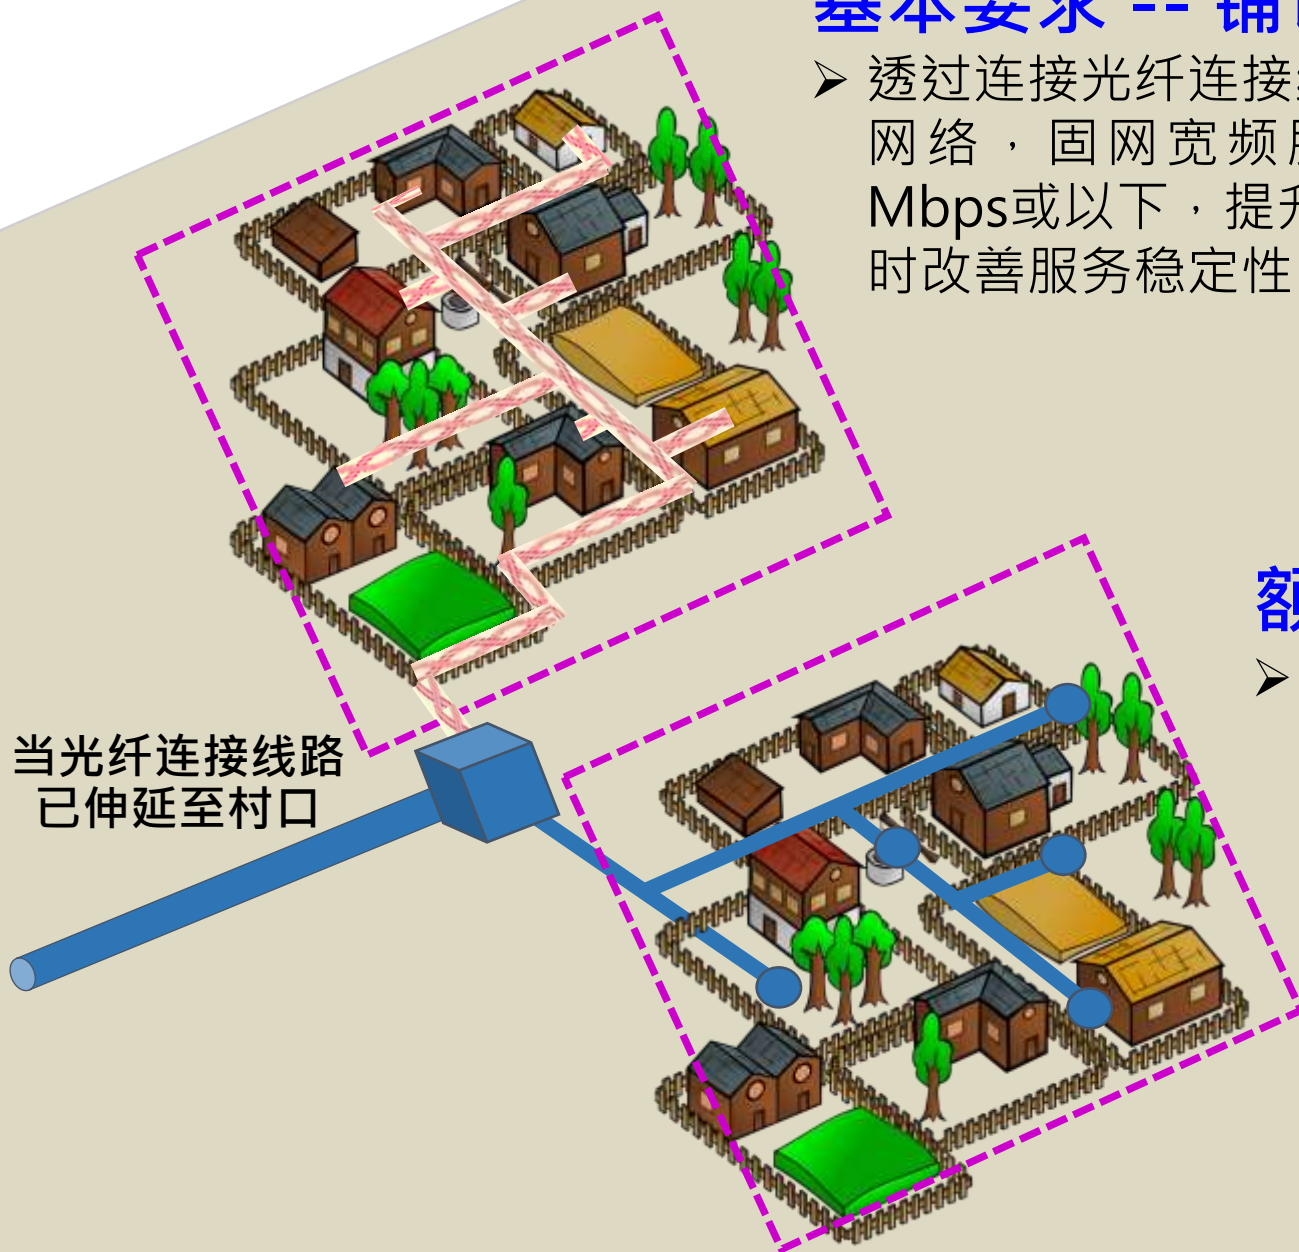 基本要求 -- 铺
➢ 透过连接光纤连接
网络，固网宽频
Mbps或以下，提升
时改善服务稳定性
额
➢
当光纤连接线路
已伸延至村口